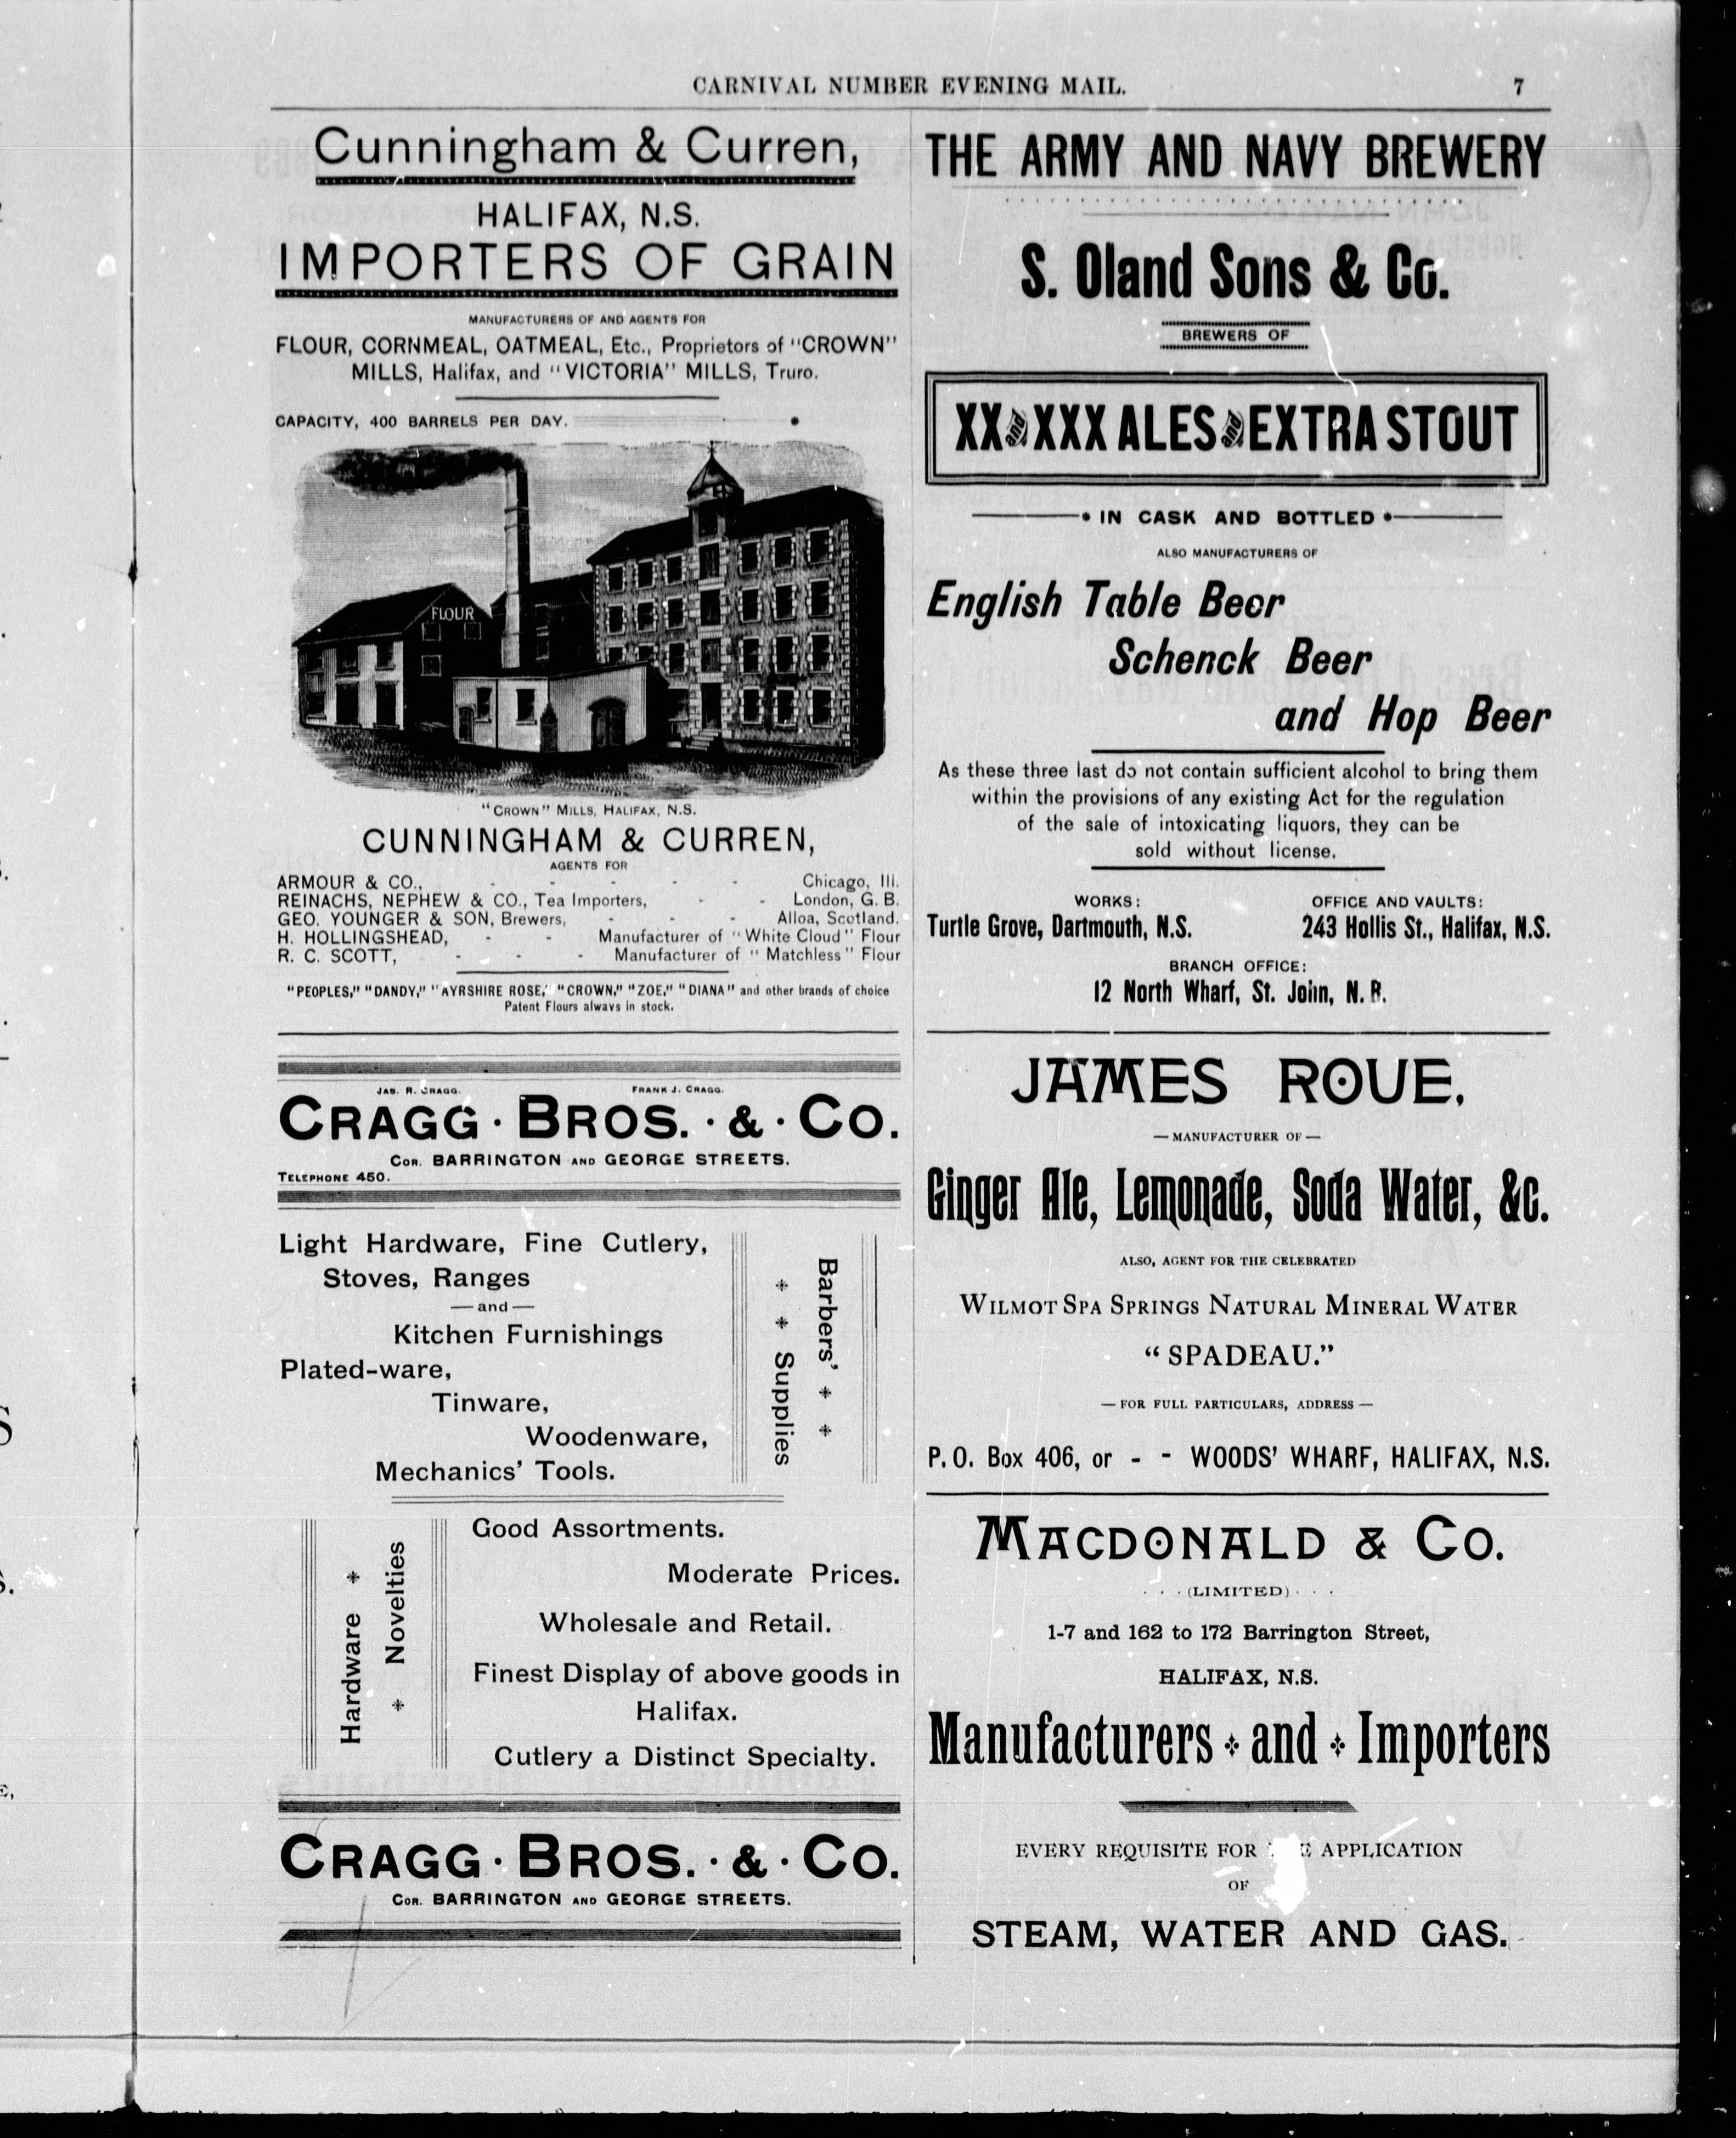 CARNIVAL NUMBER EVENING MAIL.
7
Cunningham & Curren,
HALIFAX, N.S.
IMPORTERS OF GRAIN
MANUFACTURERS OF AND AGENTS FOR
FLOUR, CORNMEAL, OATMEAL, Etc., Proprietors of "CROWN"
MILLS, Halifax, and "VICTORIA" MILLS, Truro.
CAPACITY, 400 BARRELS PER DAY.
FLOUR
"CROWN" MILLS, HALIFAX, N.S.
CUNNINGHAM & CURREN,
AGENTS FOR
ARMOUR & CO., - - - - - Chicago, Ill.
REINACHS, NEPHEW & CO., Tea Importers, - - London, G. B.
GEO. YOUNGER & SON, Brewers, - - - Alloa, Scotland.
H. HOLLINGSHEAD, - - Manufacturer of "White Cloud" Flour
R. C. SCOTT, - - - Manufacturer of "Matchless" Flour
"PEOPLES," "DANDY," "AYRSHIRE ROSE," "CROWN," "ZOE," "DIANA" and other brands of choice
Patent Flours always in stock.
JAS. R. CRAGG. FRANK J. CRAGG.
CRAGG · BROS. · & · CO.
COR. BARRINGTON AND GEORGE STREETS.
TELEPHONE 450.
Light Hardware, Fine Cutlery,
Stoves, Ranges
— and —
Kitchen Furnishings
Plated-ware,
Tinware,
Woodenware,
Mechanics' Tools.
Barbers'
Supplies
Hardware
Novelties
Good Assortments.
Moderate Prices.
Wholesale and Retail.
Finest Display of above goods in
Halifax.
Cutlery a Distinct Specialty.
CRAGG · BROS. · & · CO.
COR. BARRINGTON AND GEORGE STREETS.
THE ARMY AND NAVY BREWERY
S. Oland Sons & Co.
BREWERS OF
XX and XXX ALES and EXTRA STOUT
IN CASK AND BOTTLED
ALSO MANUFACTURERS OF
English Table Beer
Schenck Beer
and Hop Beer
As these three last do not contain sufficient alcohol to bring them
within the provisions of any existing Act for the regulation
of the sale of intoxicating liquors, they can be
sold without license.
WORKS: OFFICE AND VAULTS:
Turtle Grove, Dartmouth, N.S. 243 Hollis St., Halifax, N.S.
BRANCH OFFICE:
12 North Wharf, St. John, N. B.
JAMES ROUE,
— MANUFACTURER OF —
Ginger Ale, Lemonade, Soda Water, &c.
ALSO, AGENT FOR THE CELEBRATED
WILMOT SPA SPRINGS NATURAL MINERAL WATER
"SPADEAU."
— FOR FULL PARTICULARS, ADDRESS —
P. O. Box 406, or - - WOODS' WHARF, HALIFAX, N.S.
MACDONALD & CO.
(LIMITED)
1-7 and 162 to 172 Barrington Street,
HALIFAX, N.S.
Manufacturers and Importers
EVERY REQUISITE FOR THE APPLICATION
OF
STEAM, WATER AND GAS.